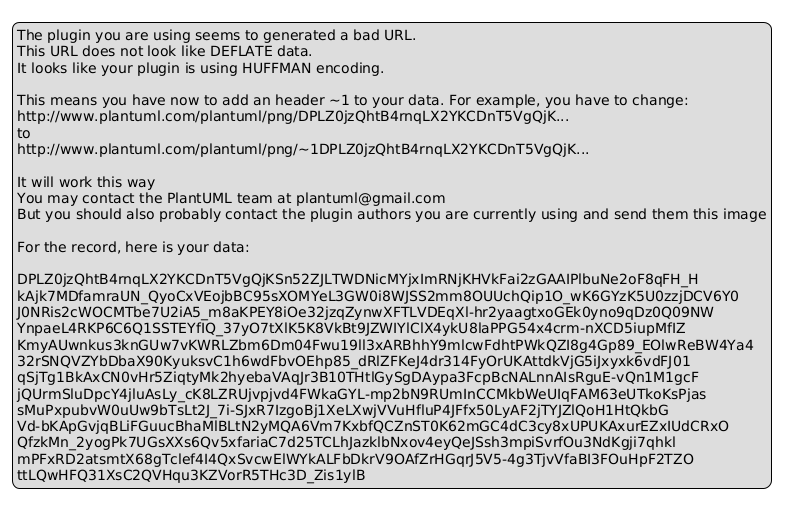 The plugin you are using seems to generated a bad URL.
This URL does not look like DEFLATE data.
It looks like your plugin is using HUFFMAN encoding.
This means you have now to add an header ~1 to your data. For example, you have to change:
http://www.plantuml.com/plantuml/png/DPLZ0jzQhtB4rnqLX2YKCDnT5VgQjK...
to
http://www.plantuml.com/plantuml/png/~1DPLZ0jzQhtB4rnqLX2YKCDnT5VgQjK...
It will work this way
You may contact the PlantUML team at plantuml@gmail.com
But you should also probably contact the plugin authors you are currently using and send them this image
For the record, here is your data:
DPLZ0jzQhtB4rnqLX2YKCDnT5VgQjKSn52ZJLTWDNicMYjxImRNjKHVkFai2zGAAIPlbuNe2oF8qFH_H
kAjk7MDfamraUN_QyoCxVEojbBC95sXOMYeL3GW0i8WJSS2mm8OUUchQip1O_wK6GYzK5U0zzjDCV6Y0
J0NRis2cWOCMTbe7U2iA5_m8aKPEY8iOe32jzqZynwXFTLVDEqXl-hr2yaagtxoGEk0yno9qDz0Q09NW
YnpaeL4RKP6C6Q1SSTEYfIQ_37yO7tXlK5K8VkBt9JZWIYlClX4ykU8laPPG54x4crm-nXCD5iupMfIZ
KmyAUwnkus3knGUw7vKWRLZbm6Dm04Fwu19ll3xARBhhY9mlcwFdhtPWkQZI8g4Gp89_EOlwReBW4Ya4
32rSNQVZYbDbaX90KyuksvC1h6wdFbvOEhp85_dRlZFKeJ4dr314FyOrUKAttdkVjG5iJxyxk6vdFJ01
qSjTg1BkAxCN0vHr5ZiqtyMk2hyebaVAqJr3B10THtlGySgDAypa3FcpBcNALnnAlsRguE-vQn1M1gcF
jQUrmSluDpcY4jluAsLy_cK8LZRUjvpjvd4FWkaGYL-mp2bN9RUmInCCMkbWeUIqFAM63eUTkoKsPjas
sMuPxpubvW0uUw9bTsLt2J_7i-SJxR7IzgoBj1XeLXwjVVuHfluP4JFfx50LyAF2jTYJZlQoH1HtQkbG
Vd-bKApGvjqBLiFGuucBhaMlBLtN2yMQA6Vm7KxbfQCZnST0K62mGC4dC3cy8xUPUKAxurEZxIUdCRxO
QfzkMn_2yogPk7UGsXXs6Qv5xfariaC7d25TCLhJazklbNxov4eyQeJSsh3mpiSvrfOu3NdKgji7qhkl
mPFxRD2atsmtX68gTclef4I4QxSvcwElWYkALFbDkrV9OAfZrHGqrJ5V5-4g3TjvVfaBI3FOuHpF2TZO
ttLQwHFQ31XsC2QVHqu3KZVorR5THc3D_Zis1ylB